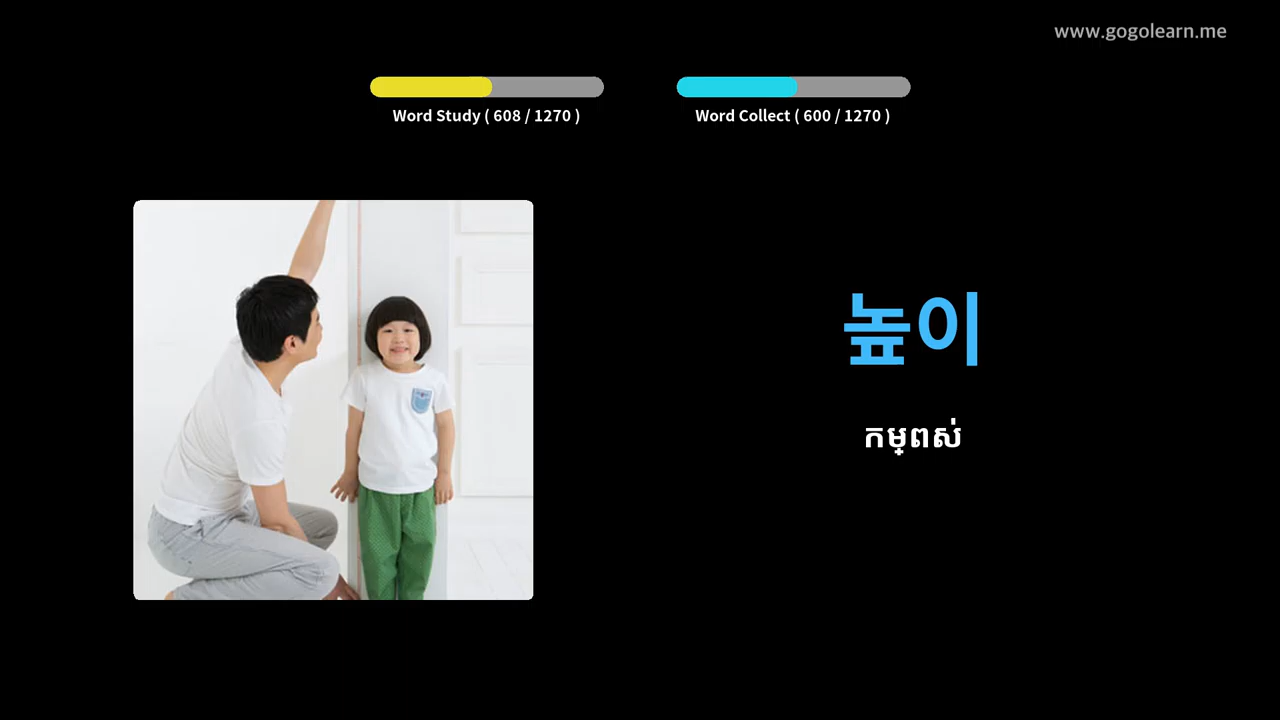 www.gogolearn.me
Word Study ( 608 / 1270 )
Word Collect ( 600 / 1270 )
높이
កម្ពស់